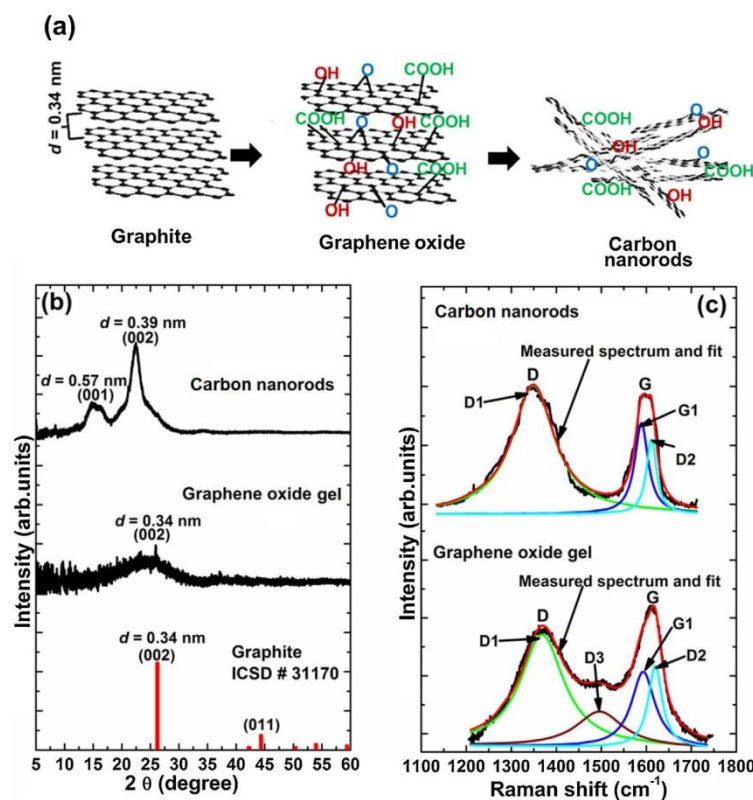 (a)
d = 0.34 nm
OH
O
COOH
COOH
O
OH
COOH
OH
O
COOH
OH
O
COOH
O
OH
OH
O
O
COOH
COOH
OH
Graphite
Graphene oxide
Carbon
nanorods
(b)
d = 0.39 nm
(002)
d = 0.57 nm
(001)
Carbon nanorods
Graphene oxide gel
d = 0.34 nm
(002)
d = 0.34 nm
(002)
Graphite
ICSD # 31170
(011)
Intensity (arb.units)
5 10 15 20 25 30 35 40 45 50 55 60
2 θ (degree)
(c)
Carbon nanorods
Measured spectrum and fit
D
D1
G
G1
D2
Graphene oxide gel
Measured spectrum and fit
D
D1
D3
G
G1
D2
Intensity (arb.units)
1100 1200 1300 1400 1500 1600 1700 1800
Raman shift (cm⁻¹)